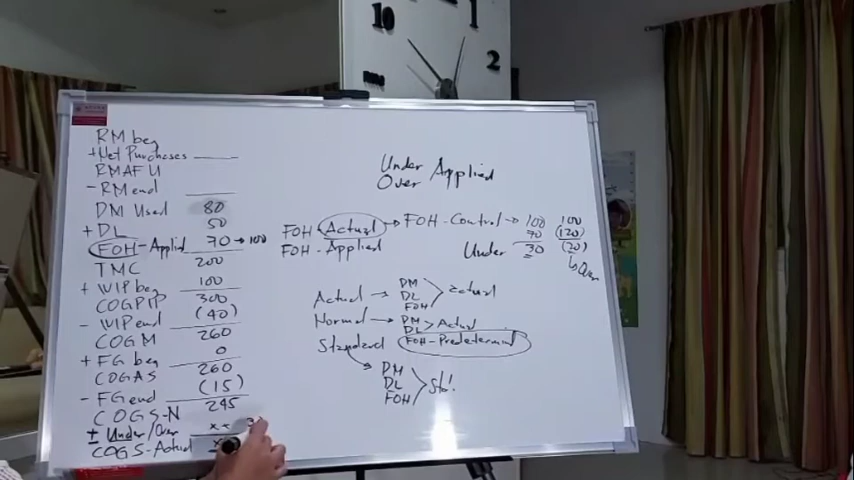 10
1
2
RM beg
+Net Purchases
RMAFU
- RM end
DM Used 80
+ DL 50
FOH-Applid 70 → 100
TMC 200
+ WIP beg 100
COGPIP 300
- WIP end (40)
COGM 260
+ FG beg 0
COGAS 260
- FG end (15)
COGS-N 245
± Under/Over xx
COGS-Actual
Under Applied
Over
FOH Actual → FOH-Control → 100 100
FOH-Applied 70 (120)
Under 30 (20)
Over
Actual → DM DL FOH > actual
Normal → DM DL > Actual
FOH-Predetermind
Standard → DM DL FOH > Std!